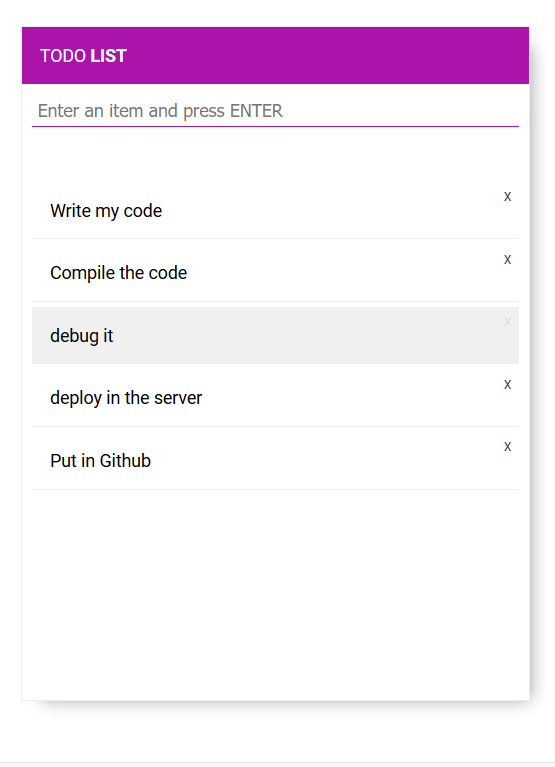 TODO LIST
Enter an item and press ENTER
x
Write my code
x
Compile the code
x
debug it
x
deploy in the server
x
Put in Github